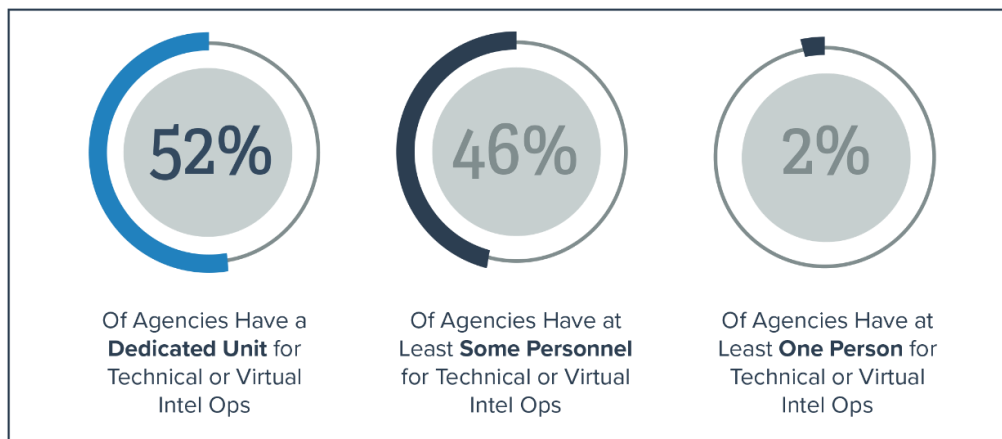 52%
Of Agencies Have a
Dedicated Unit for
Technical or Virtual
Intel Ops
46%
Of Agencies Have at
Least Some Personnel
for Technical or Virtual
Intel Ops
2%
Of Agencies Have at
Least One Person for
Technical or Virtual
Intel Ops